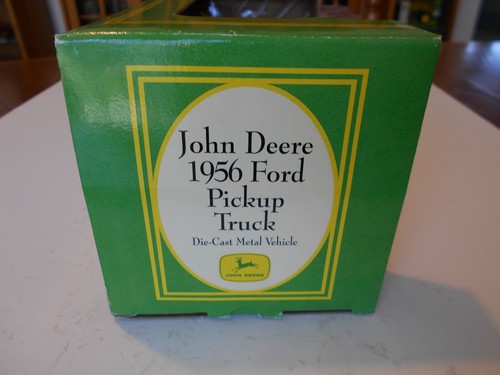 John Deere
1956 Ford
Pickup
Truck
Die-Cast Metal Vehicle
JOHN DEERE